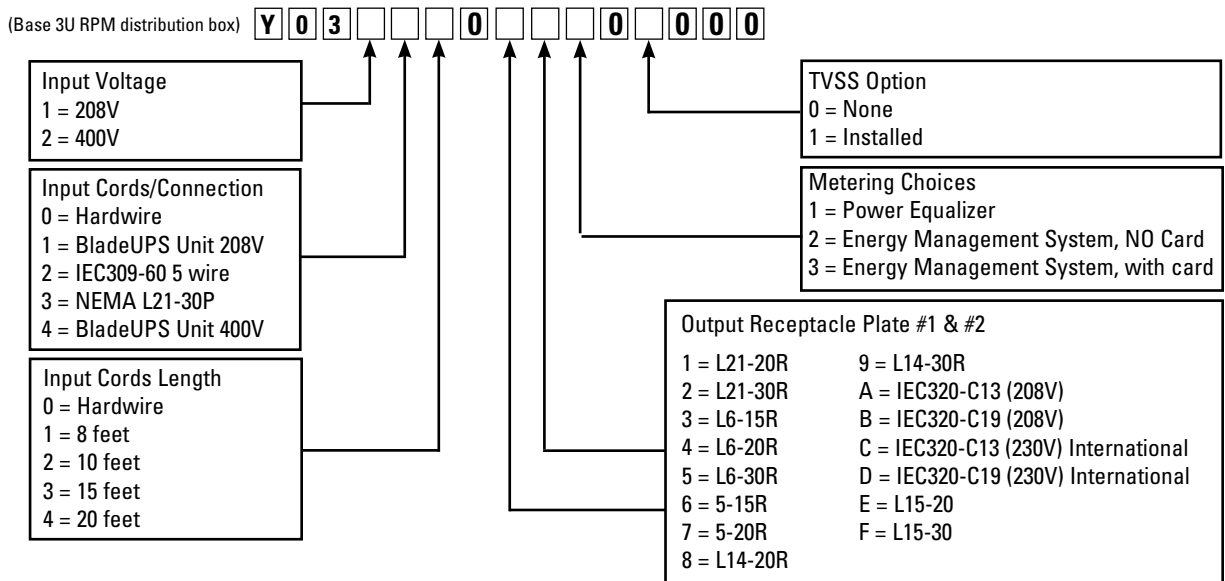 (Base 3U RPM distribution box) Y 0 3 0 0 0 0 0
Input Voltage
1 = 208V
2 = 400V
Input Cords/Connection
0 = Hardwire
1 = BladeUPS Unit 208V
2 = IEC309-60 5 wire
3 = NEMA L21-30P
4 = BladeUPS Unit 400V
Input Cords Length
0 = Hardwire
1 = 8 feet
2 = 10 feet
3 = 15 feet
4 = 20 feet
TVSS Option
0 = None
1 = Installed
Metering Choices
1 = Power Equalizer
2 = Energy Management System, NO Card
3 = Energy Management System, with card
Output Receptacle Plate #1 & #2
1 = L21-20R
2 = L21-30R
3 = L6-15R
4 = L6-20R
5 = L6-30R
6 = 5-15R
7 = 5-20R
8 = L14-20R
9 = L14-30R
A = IEC320-C13 (208V)
B = IEC320-C19 (208V)
C = IEC320-C13 (230V) International
D = IEC320-C19 (230V) International
E = L15-20
F = L15-30